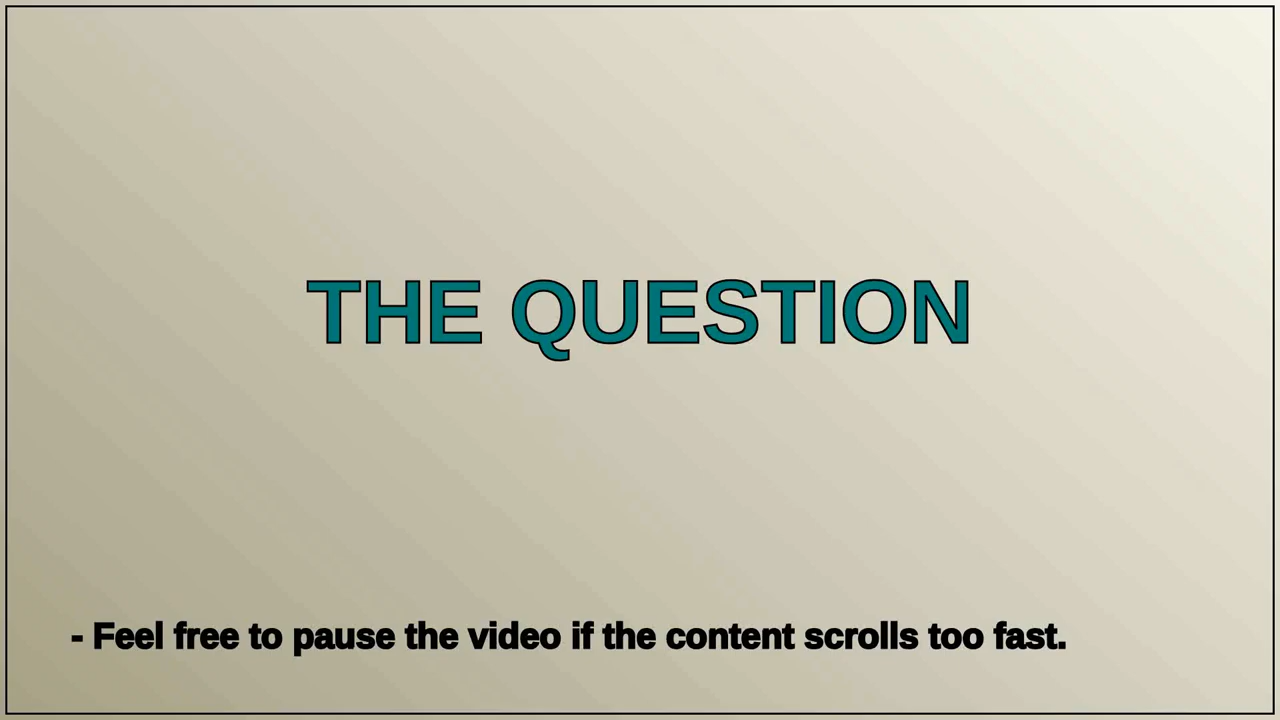 THE QUESTION
- Feel free to pause the video if the content scrolls too fast.